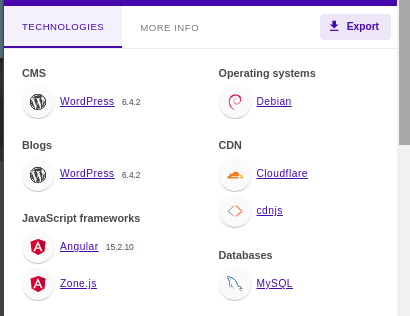 TECHNOLOGIES
MORE INFO
Export
CMS
WordPress 6.4.2
Blogs
WordPress 6.4.2
JavaScript frameworks
Angular 15.2.10
Zone.js
Operating systems
Debian
CDN
Cloudflare
cdnjs
Databases
MySQL